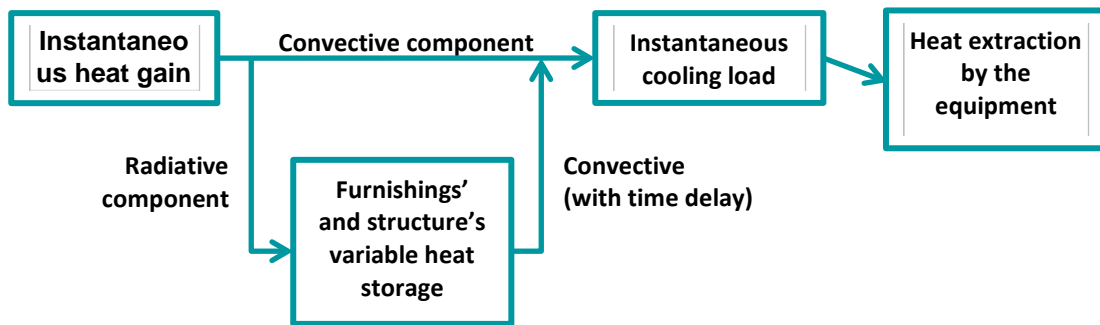 Instantaneo
us heat gain
Convective component
Instantaneous
cooling load
Heat extraction
by the
equipment
Radiative
component
Furnishings’
and structure’s
variable heat
storage
Convective
(with time delay)